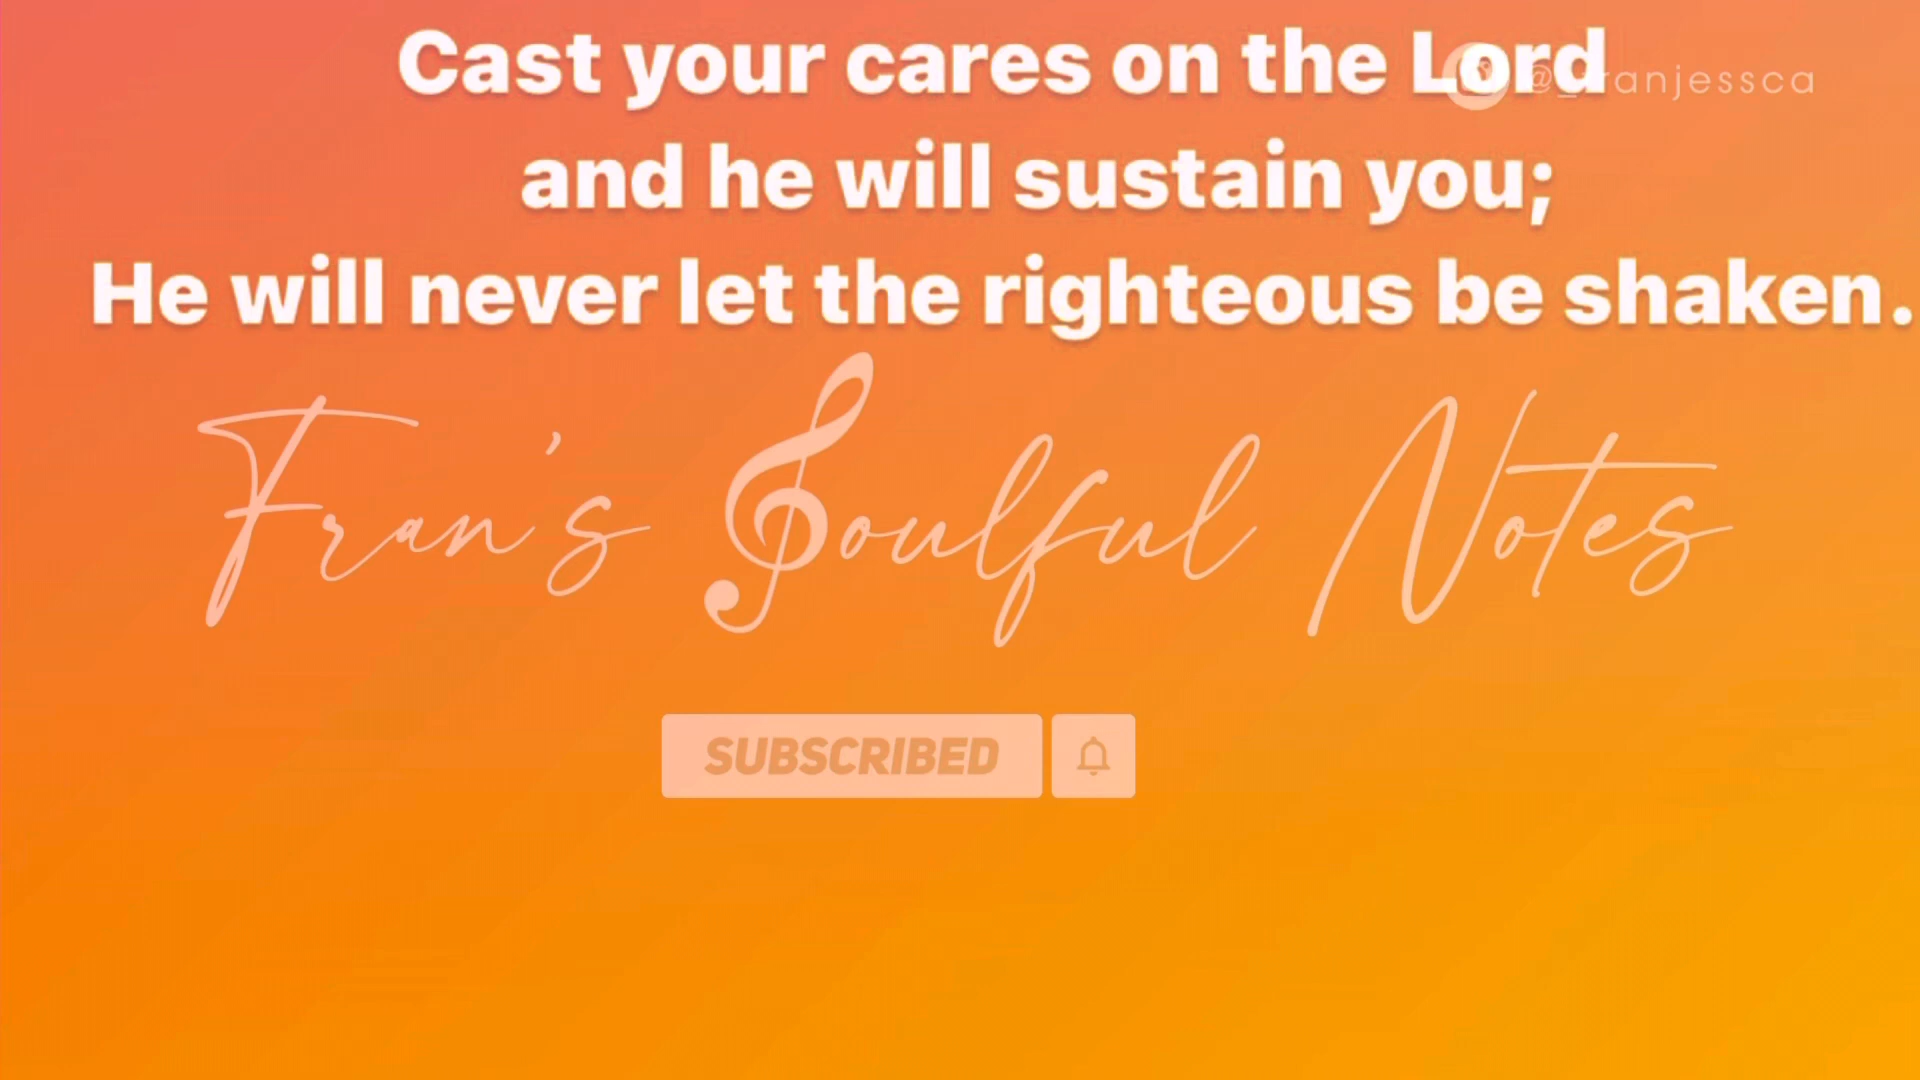 Cast your cares on the Lord
and he will sustain you;
He will never let the righteous be shaken.
Fran's Soulful Notes
SUBSCRIBED